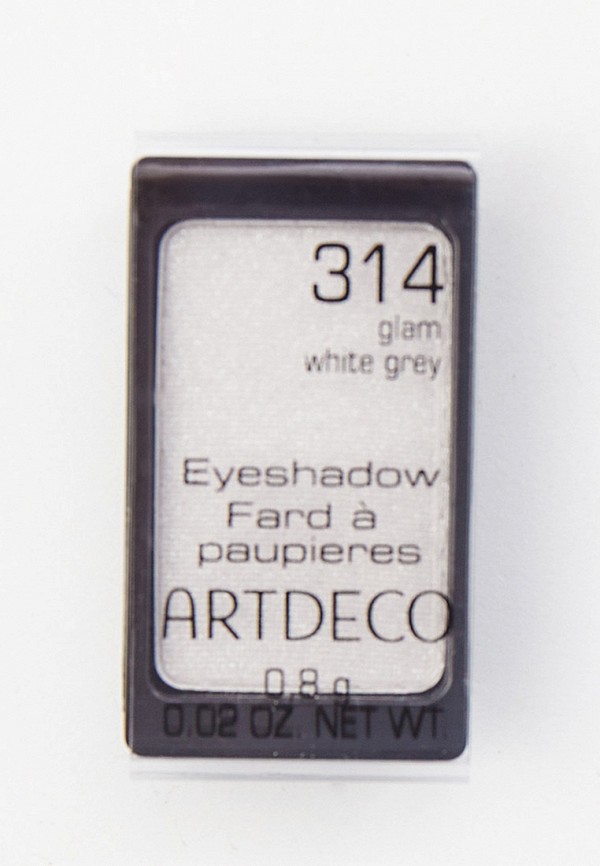 314
glam
white grey
Eyeshadow
Fard à
paupieres
ARTDECO
0,8 g
0.02 OZ. NET WT.